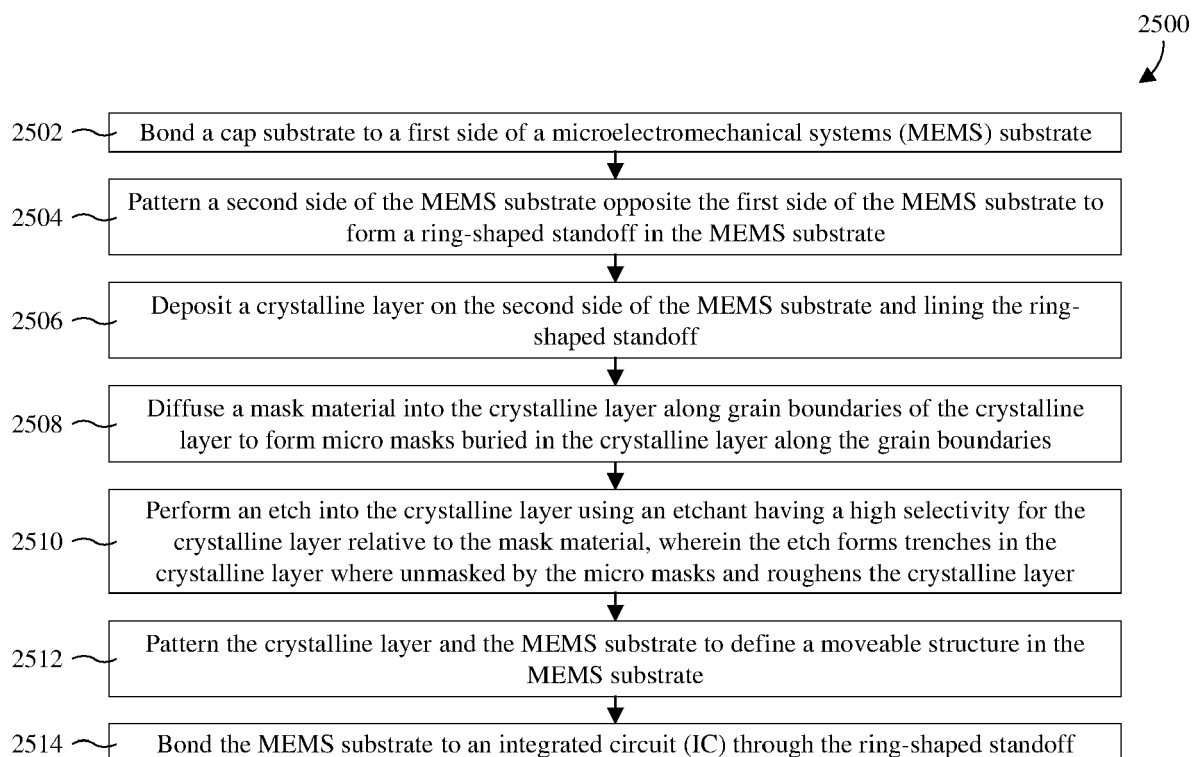 2500
2502
Bond a cap substrate to a first side of a microelectromechanical systems (MEMS) substrate
2504
Pattern a second side of the MEMS substrate opposite the first side of the MEMS substrate to
form a ring-shaped standoff in the MEMS substrate
2506
Deposit a crystalline layer on the second side of the MEMS substrate and lining the ring-
shaped standoff
2508
Diffuse a mask material into the crystalline layer along grain boundaries of the crystalline
layer to form micro masks buried in the crystalline layer along the grain boundaries
2510
Perform an etch into the crystalline layer using an etchant having a high selectivity for the
crystalline layer relative to the mask material, wherein the etch forms trenches in the
crystalline layer where unmasked by the micro masks and roughens the crystalline layer
2512
Pattern the crystalline layer and the MEMS substrate to define a moveable structure in the
MEMS substrate
2514
Bond the MEMS substrate to an integrated circuit (IC) through the ring-shaped standoff